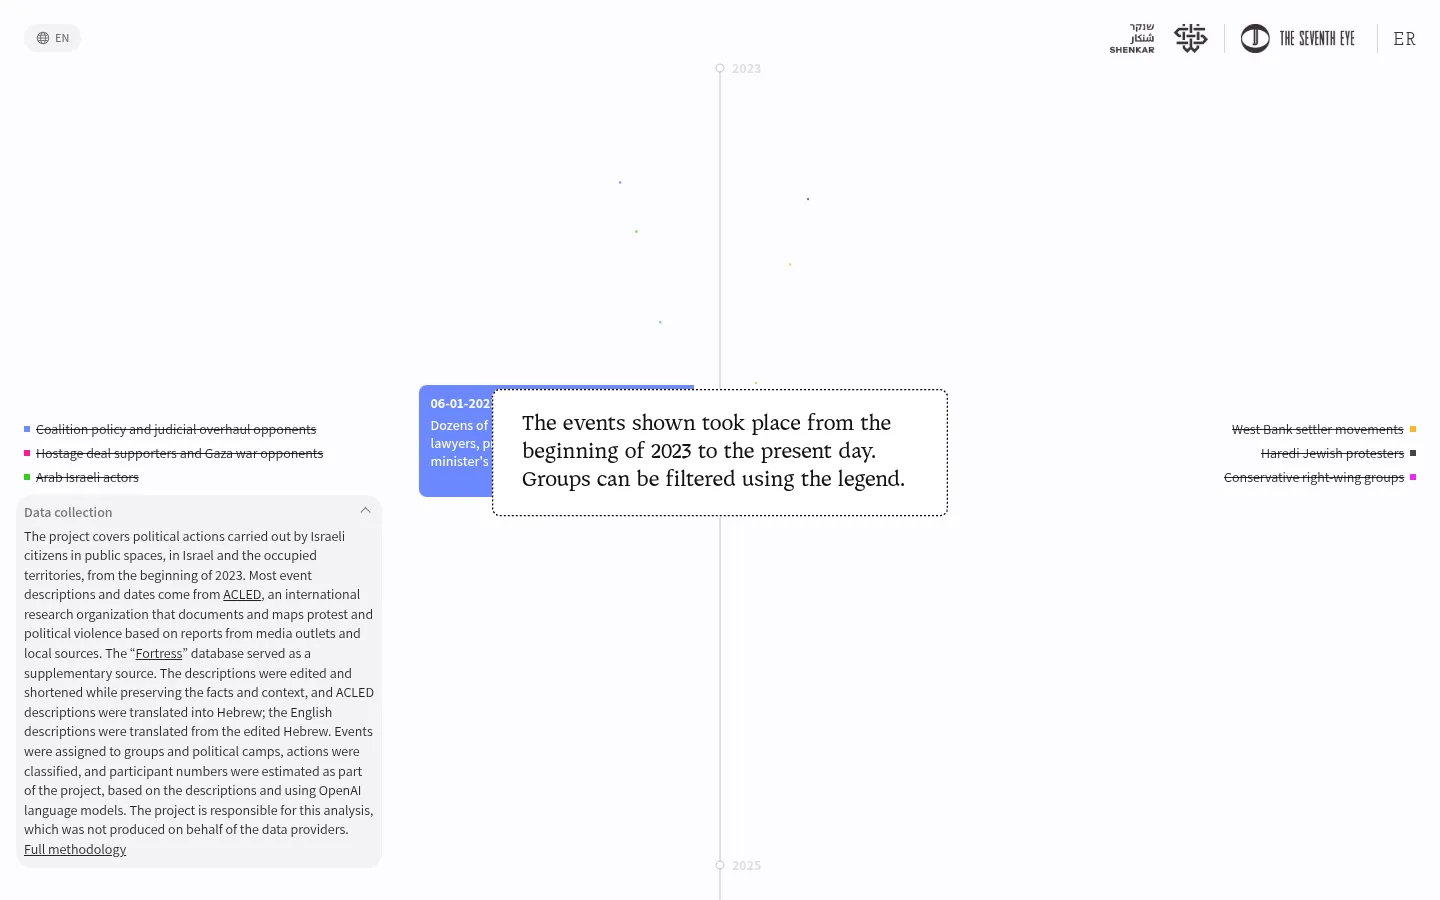 EN
שנקר
شنكار
SHENKAR
THE SEVENTH EYE
ER
2023
06-01-202
Dozens of
lawyers, p
minister's
The events shown took place from the
beginning of 2023 to the present day.
Groups can be filtered using the legend.
Coalition policy and judicial overhaul opponents
Hostage deal supporters and Gaza war opponents
Arab Israeli actors
West Bank settler movements
Haredi Jewish protesters
Conservative right-wing groups
Data collection
The project covers political actions carried out by Israeli
citizens in public spaces, in Israel and the occupied
territories, from the beginning of 2023. Most event
descriptions and dates come from ACLED, an international
research organization that documents and maps protest and
political violence based on reports from media outlets and
local sources. The “Fortress” database served as a
supplementary source. The descriptions were edited and
shortened while preserving the facts and context, and ACLED
descriptions were translated into Hebrew; the English
descriptions were translated from the edited Hebrew. Events
were assigned to groups and political camps, actions were
classified, and participant numbers were estimated as part
of the project, based on the descriptions and using OpenAI
language models. The project is responsible for this analysis,
which was not produced on behalf of the data providers.
Full methodology
2025